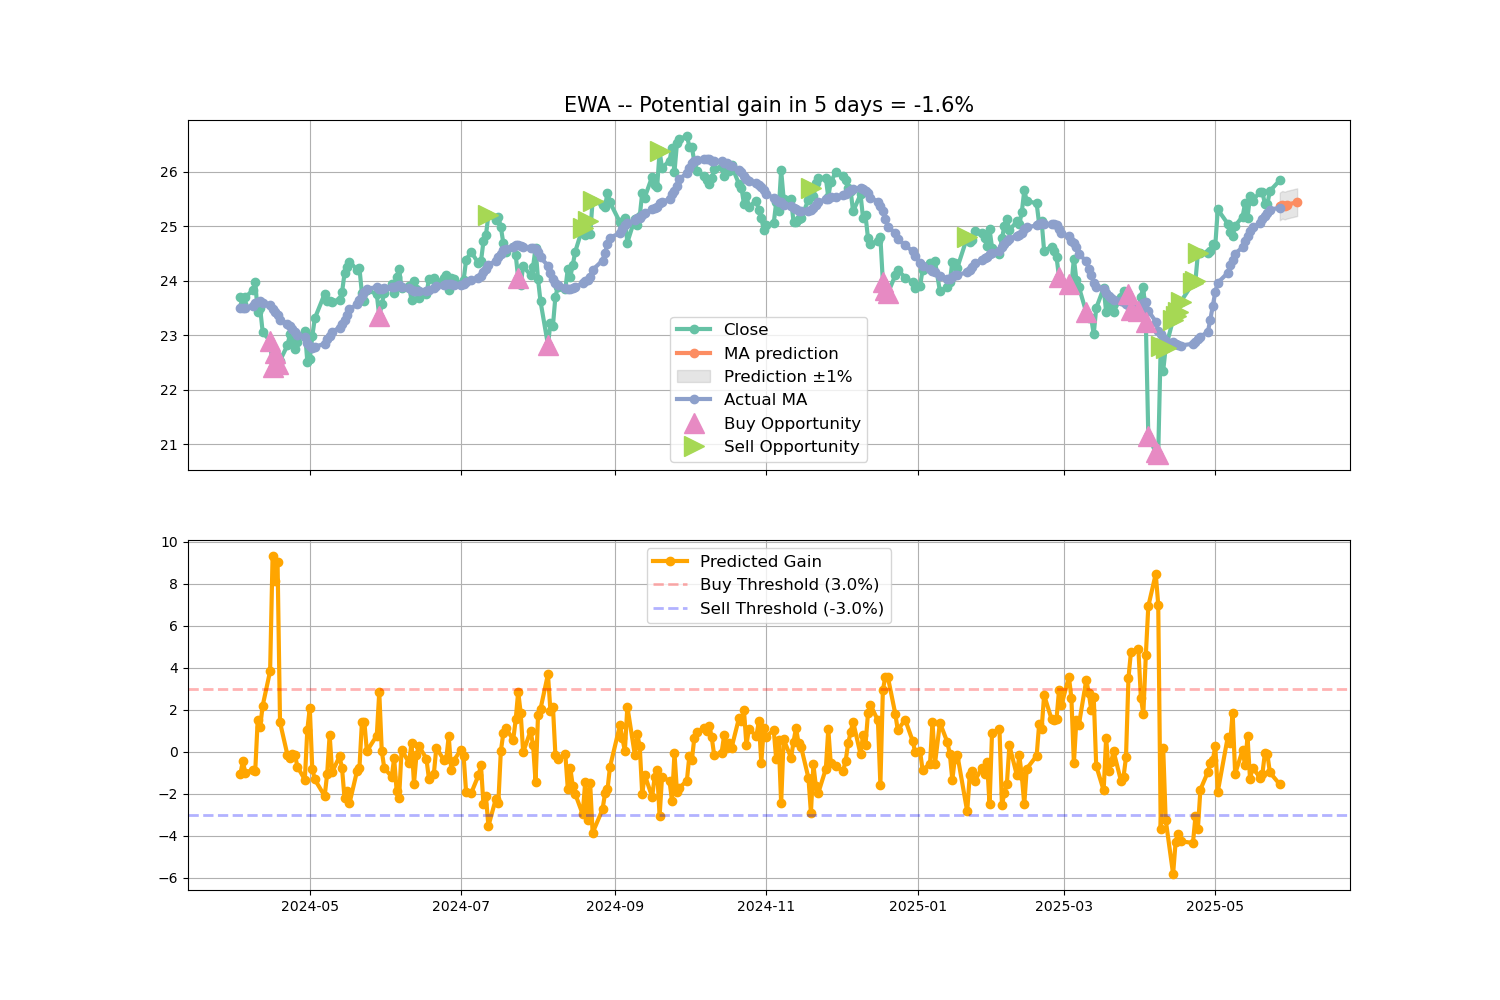 EWA -- Potential gain in 5 days = -1.6%
26
25
24
23
22
21
Close
MA prediction
Prediction ±1%
Actual MA
Buy Opportunity
Sell Opportunity
10
8
6
4
2
0
−2
−4
−6
Predicted Gain
Buy Threshold (3.0%)
Sell Threshold (-3.0%)
2024-05 2024-07 2024-09 2024-11 2025-01 2025-03 2025-05